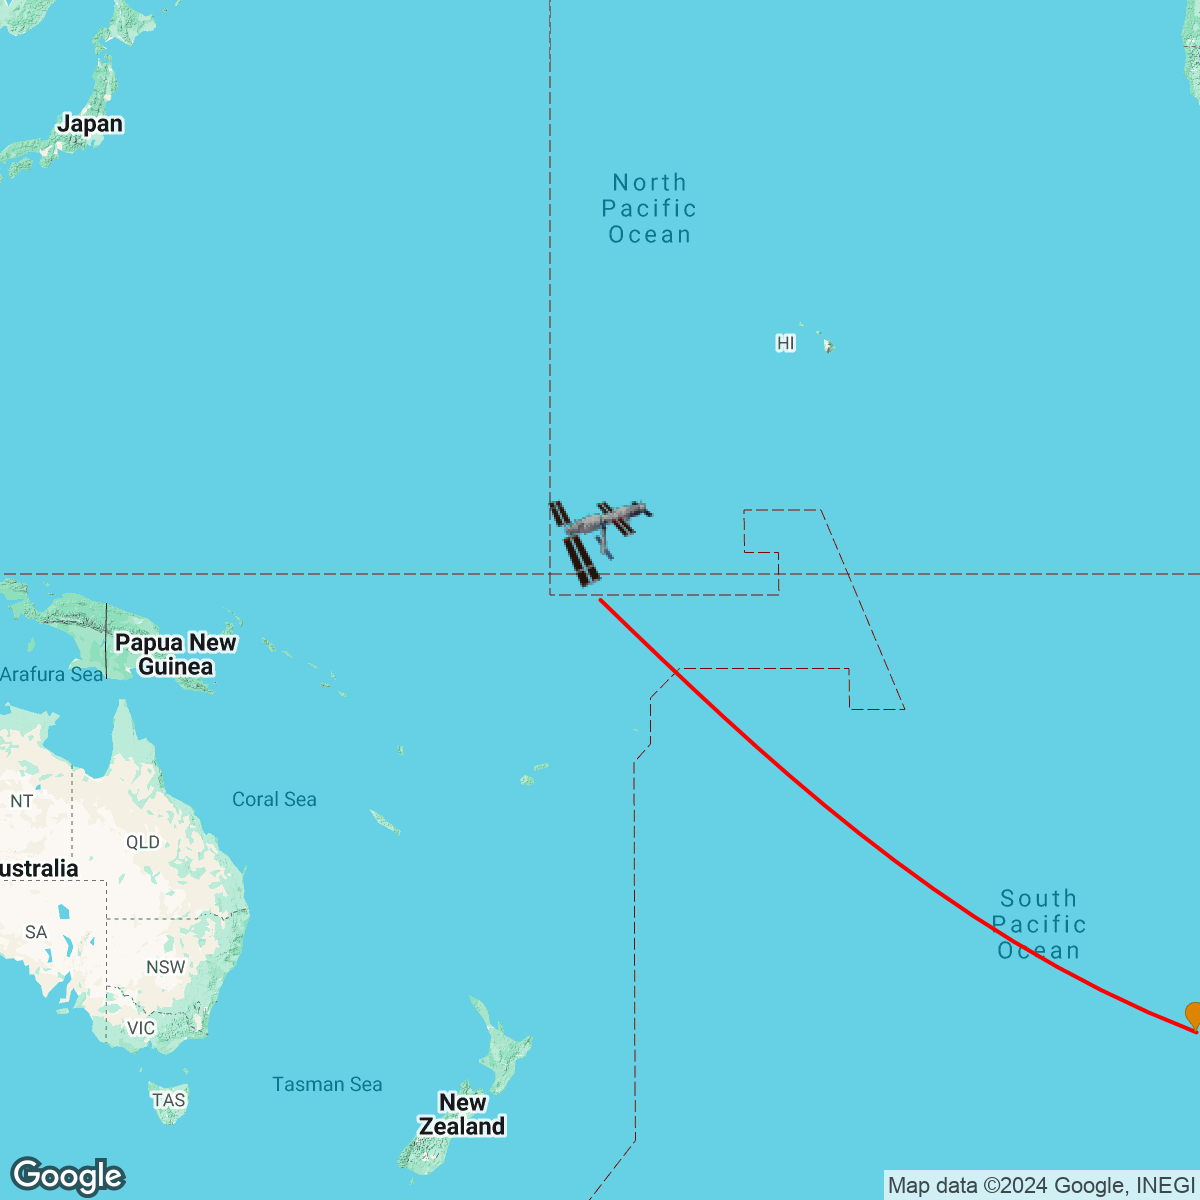 Japan
North
Pacific
Ocean
HI
Papua New
Guinea
Arafura Sea
NT
Coral Sea
QLD
ustralia
South
Pacific
Ocean
SA
NSW
VIC
Tasman Sea
TAS
New
Zealand
Google
Map data ©2024 Google, INEGI